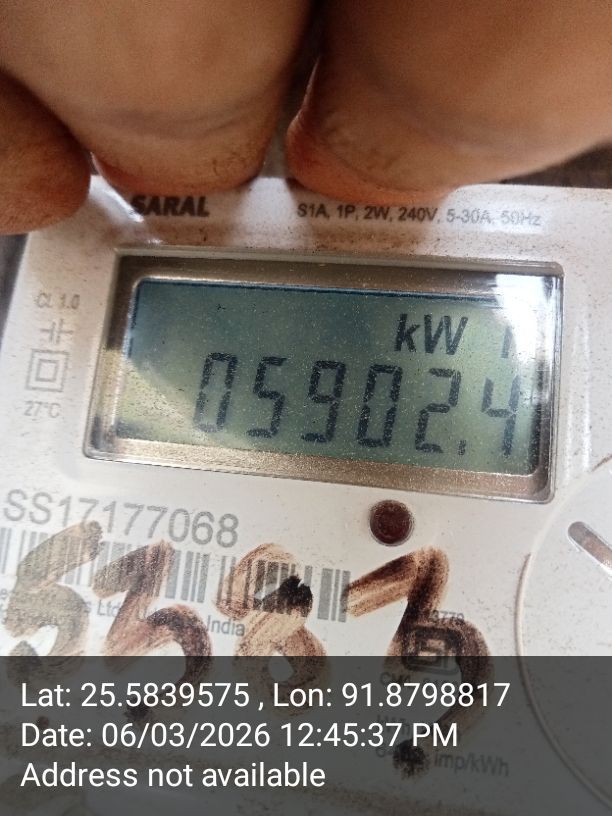 SARAL
S1A, 1P, 2W, 240V, 5-30A, 50Hz
CL 1.0
27°C
kW
05902.4
SS17177068
Ltd.
India
imp/kWh
Lat: 25.5839575 , Lon: 91.8798817
Date: 06/03/2026 12:45:37 PM
Address not available